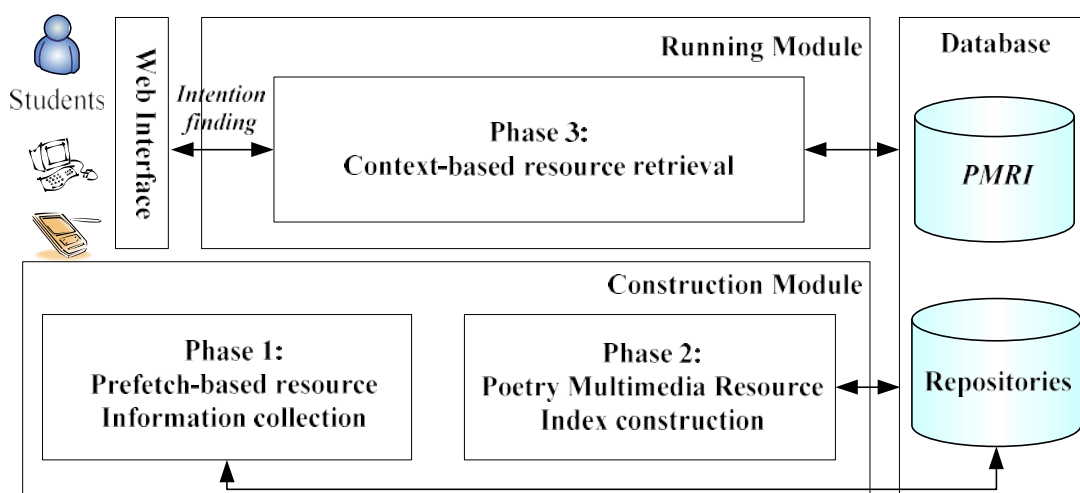 Students
Web Interface
Intention
finding
Running Module
Phase 3:
Context-based resource retrieval
Database
PMRI
Construction Module
Phase 1:
Prefetch-based resource
Information collection
Phase 2:
Poetry Multimedia Resource
Index construction
Repositories